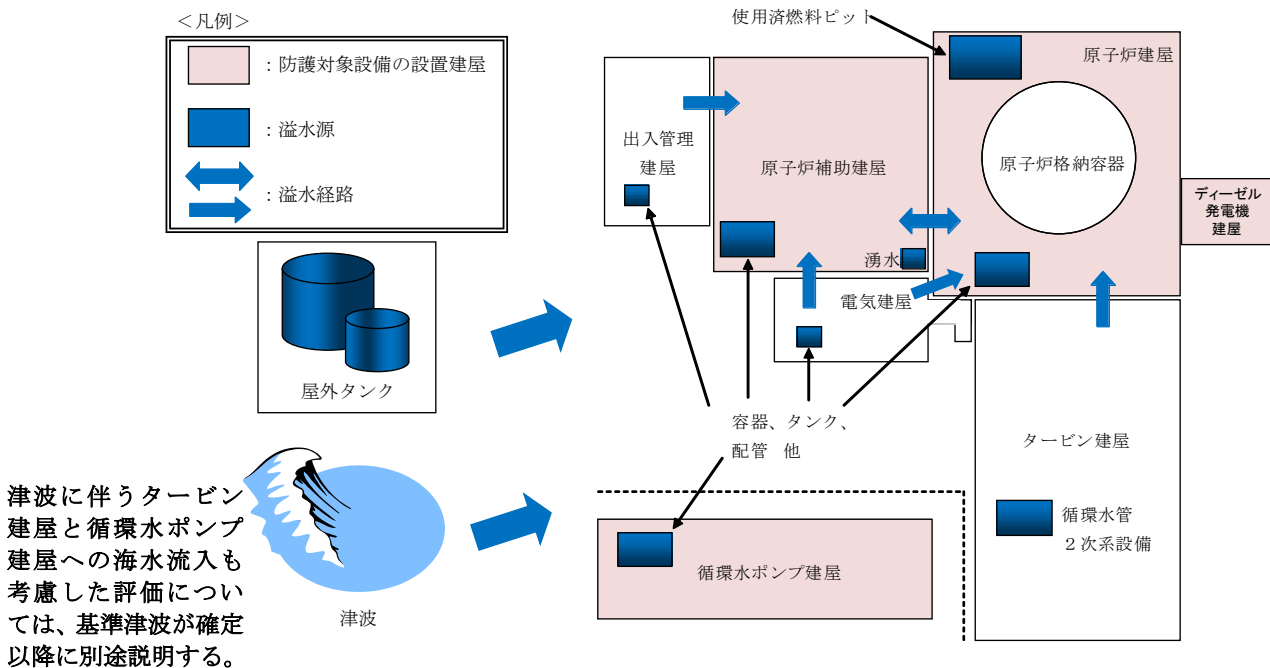 ＜凡例＞
：防護対象設備の設置建屋
：溢水源
：溢水経路
屋外タンク
津波に伴うタービン
建屋と循環水ポンプ
建屋への海水流入も
考慮した評価につい
ては、基準津波が確定
以降に別途説明する。
津波
使用済燃料ピット
原子炉建屋
出入管理
建屋
原子炉補助建屋
原子炉格納容器
ディーゼル
発電機
建屋
湧水
電気建屋
容器、タンク、
配管 他
タービン建屋
循環水管
２次系設備
循環水ポンプ建屋